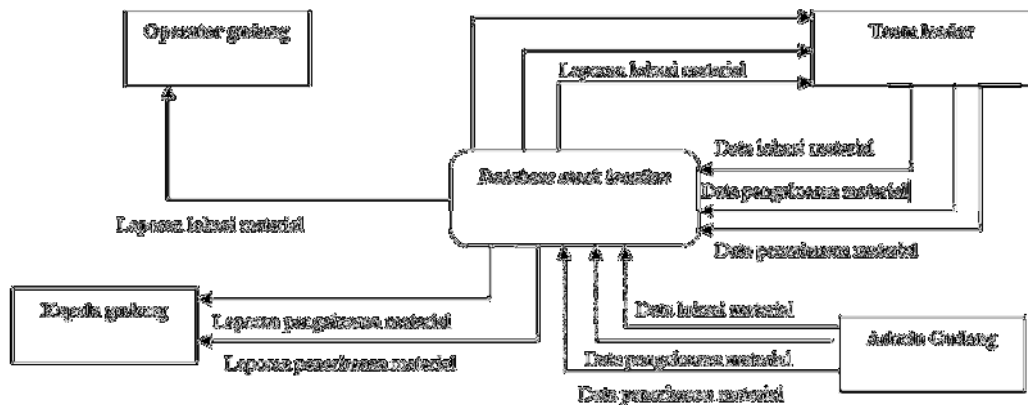 Operator gudang
Team leader
Laporan lokasi material
Data lokasi material
Database stock location
Data pengeluaran material
Laporan lokasi material
Data penerimaan material
Kepala gudang
Laporan pengeluaran material
Data lokasi material
Laporan penerimaan material
Admin Gudang
Data pengeluaran material
Data penerimaan material